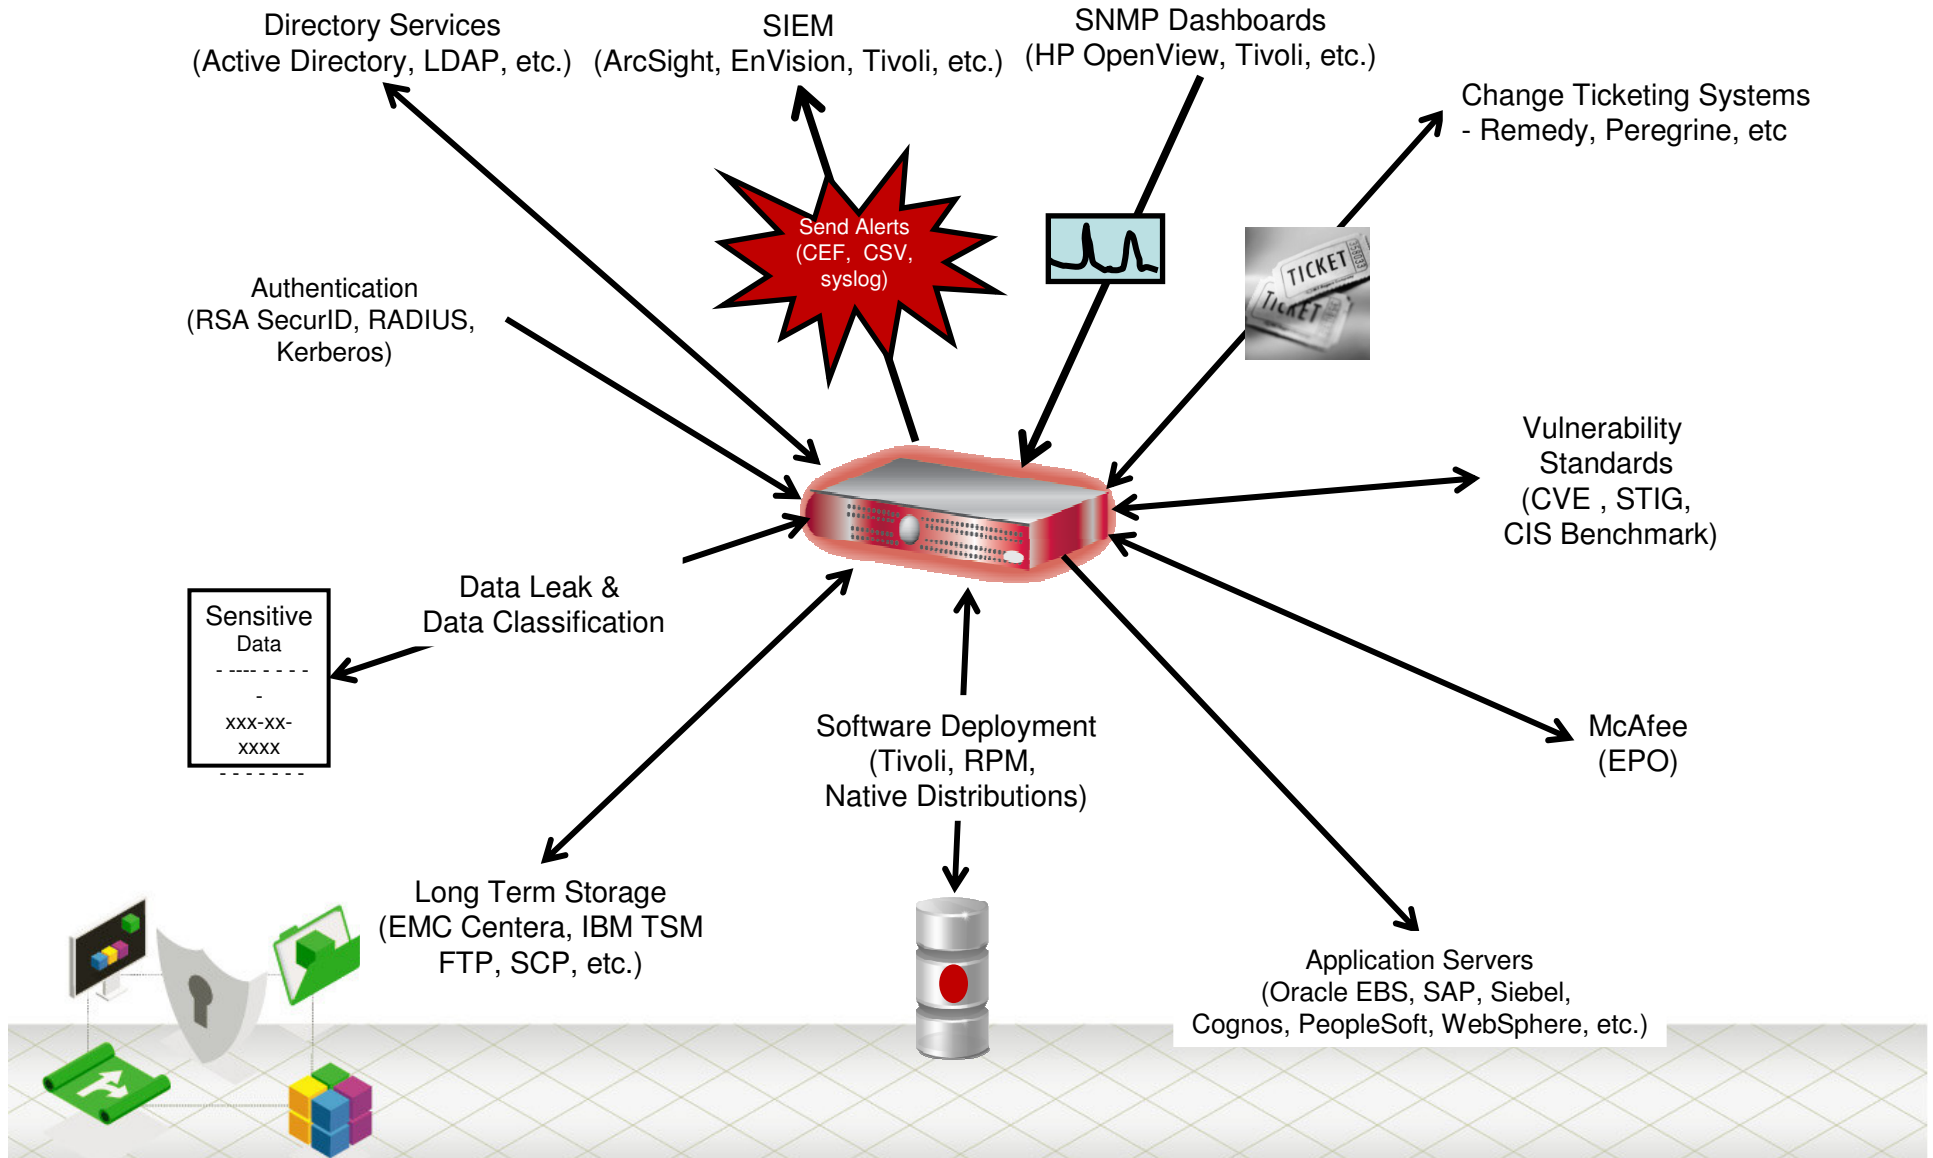 Directory Services
(Active Directory, LDAP, etc.)
SIEM
(ArcSight, EnVision, Tivoli, etc.)
SNMP Dashboards
(HP OpenView, Tivoli, etc.)
Change Ticketing Systems
- Remedy, Peregrine, etc
Send Alerts
(CEF, CSV,
syslog)
TICKET
358033
TICKET
Authentication
(RSA SecurID, RADIUS,
Kerberos)
Vulnerability
Standards
(CVE , STIG,
CIS Benchmark)
Data Leak &
Data Classification
Sensitive
Data
- ---- - - - -
-
xxx-xx-
xxxx
- - - - - - -
Software Deployment
(Tivoli, RPM,
Native Distributions)
McAfee
(EPO)
Long Term Storage
(EMC Centera, IBM TSM
FTP, SCP, etc.)
Application Servers
(Oracle EBS, SAP, Siebel,
Cognos, PeopleSoft, WebSphere, etc.)